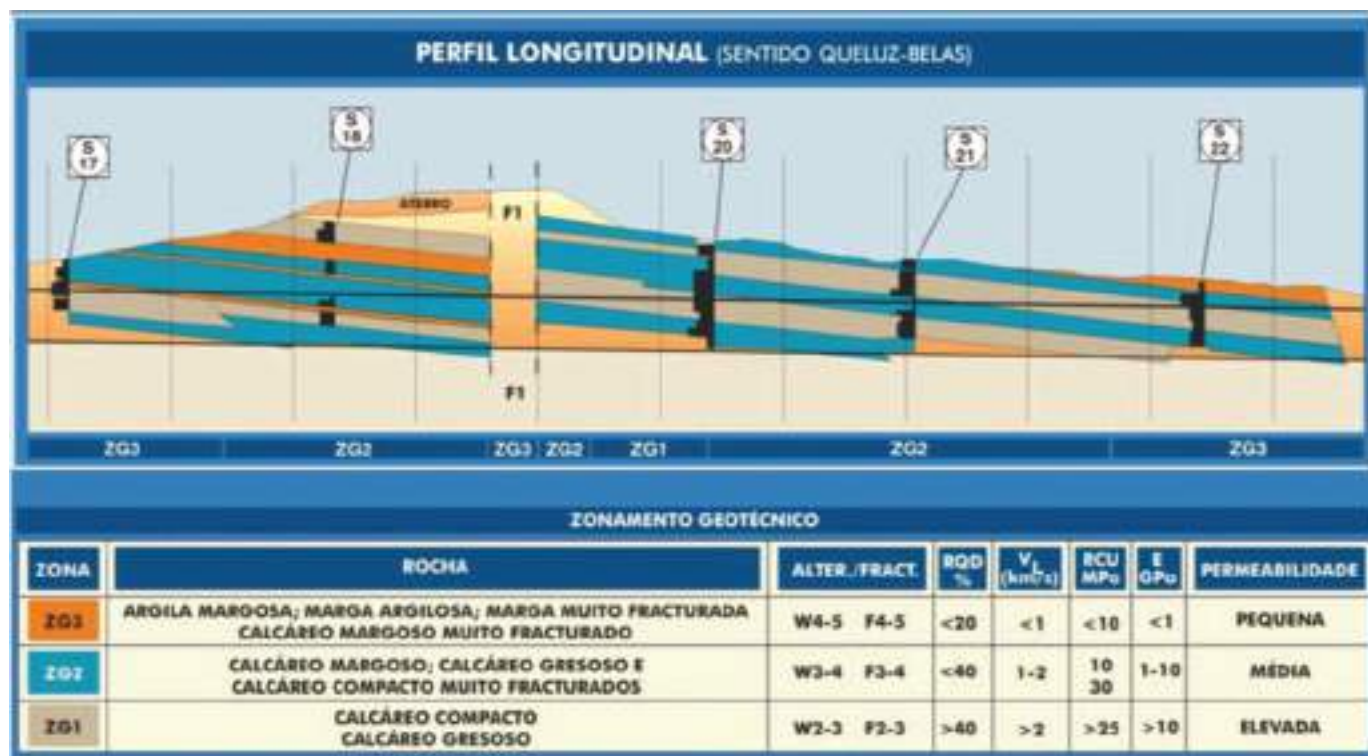 PERFIL LONGITUDINAL (SENTIDO QUELUZ-BELAS)
S 17
S 18
S 20
S 21
S 22
ATERRO
F1
F1
ZG3 ZG2 ZG3 ZG2 ZG1 ZG2 ZG3
ZONAMENTO GEOTÉCNICO
ZONA ROCHA ALTER./FRACT. RQD % VL (km/s) RCU MPa E GPa PERMEABILIDADE
ZG3 ARGILA MARGOSA; MARGA ARGILOSA; MARGA MUITO FRACTURADA
CALCÁREO MARGOSO MUITO FRACTURADO W4-5 F4-5 <20 <1 <10 <1 PEQUENA
ZG2 CALCÁREO MARGOSO; CALCÁREO GRESOSO E
CALCÁREO COMPACTO MUITO FRACTURADOS W3-4 F3-4 <40 1-2 10 30 1-10 MÉDIA
ZG1 CALCÁREO COMPACTO
CALCÁREO GRESOSO W2-3 F2-3 >40 >2 >25 >10 ELEVADA